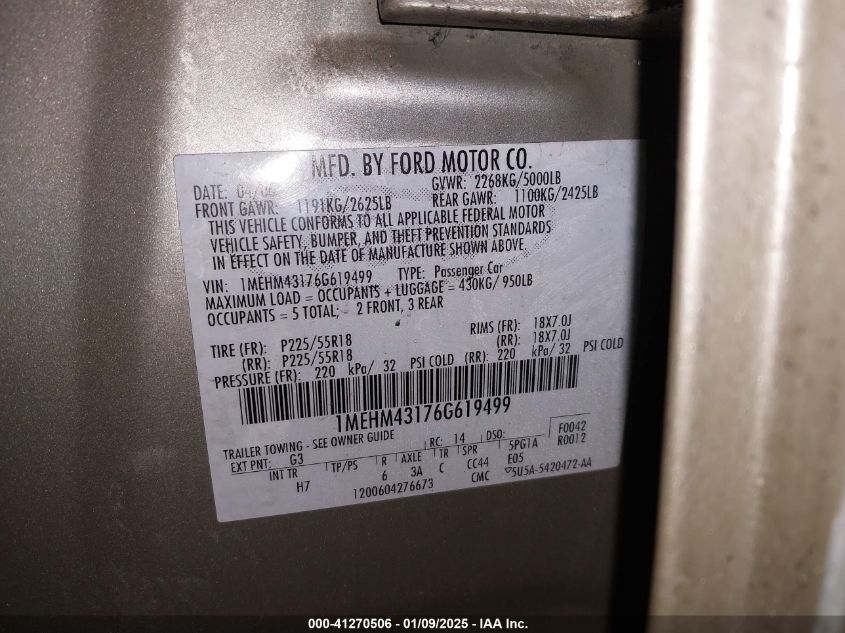 MFD. BY FORD MOTOR CO.
DATE: 04/06 GVWR: 2268KG/5000LB
FRONT GAWR: 1191KG/2625LB REAR GAWR: 1100KG/2425LB
THIS VEHICLE CONFORMS TO ALL APPLICABLE FEDERAL MOTOR
VEHICLE SAFETY, BUMPER, AND THEFT PREVENTION STANDARDS
IN EFFECT ON THE DATE OF MANUFACTURE SHOWN ABOVE.
VIN: 1MEHM43176G619499 TYPE: Passenger Car
MAXIMUM LOAD = OCCUPANTS + LUGGAGE = 430KG/ 950LB
OCCUPANTS = 5 TOTAL; 2 FRONT, 3 REAR
TIRE (FR): P225/55R18 RIMS (FR): 18X7.0J
(RR): P225/55R18 (RR): 18X7.0J
PRESSURE (FR): 220 kPa/ 32 PSI COLD (RR): 220 kPa/ 32 PSI COLD
1MEHM43176G619499
TRAILER TOWING - SEE OWNER GUIDE RC: 14 DSO: F0042
EXT PNT: G3 5PG1A R0012
INT TR TP/PS R AXLE TR SPR F05
H7 6 3A C CC44 ▽5U5A-5420472-AA
1200604276673 CMC
000-41270506 - 01/09/2025 - IAA Inc.